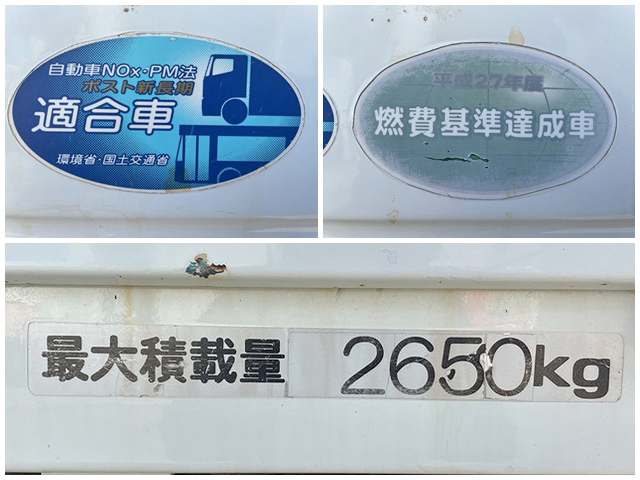 自動車NOx・PM法
ポスト新長期
適合車
環境省・国土交通省
平成27年度
燃費基準達成車
最大積載量 2650kg